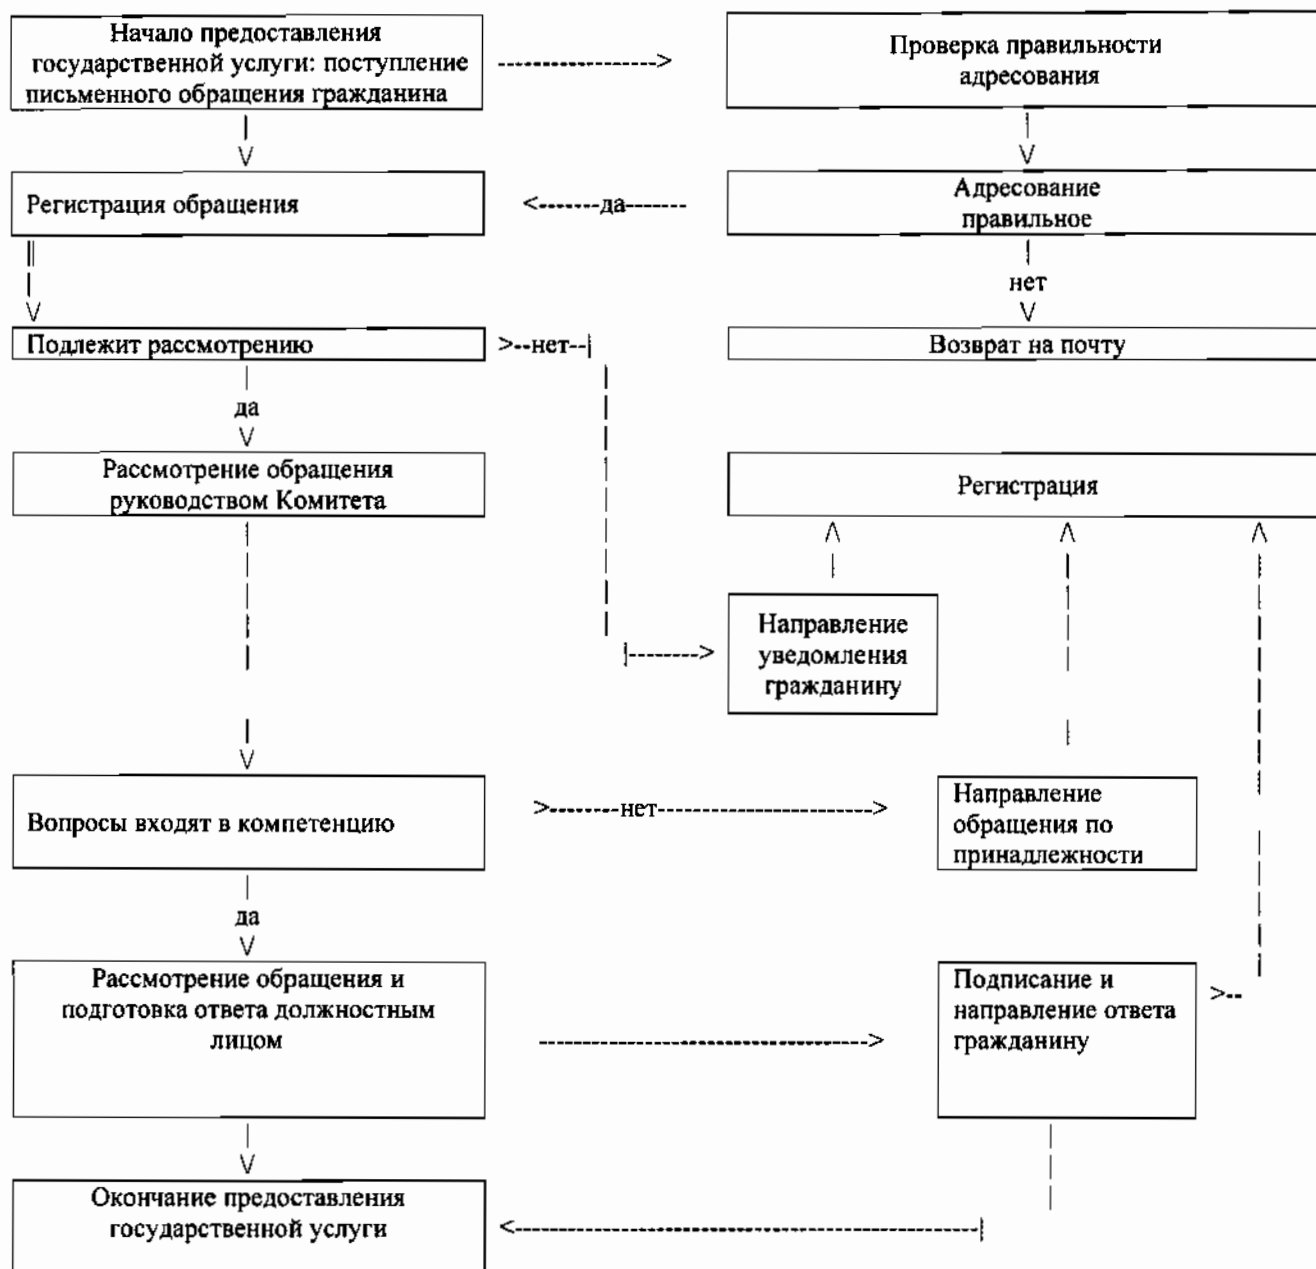 Начало предоставления
государственной услуги: поступление
письменного обращения гражданина
Проверка правильности
адресования
Регистрация обращения
да
Адресование
правильное
нет
Подлежит рассмотрению
нет
Возврат на почту
да
Рассмотрение обращения
руководством Комитета
Регистрация
Направление
уведомления
гражданину
Вопросы входят в компетенцию
нет
Направление
обращения по
принадлежности
да
Рассмотрение обращения и
подготовка ответа должностным
лицом
Подписание и
направление ответа
гражданину
Окончание предоставления
государственной услуги